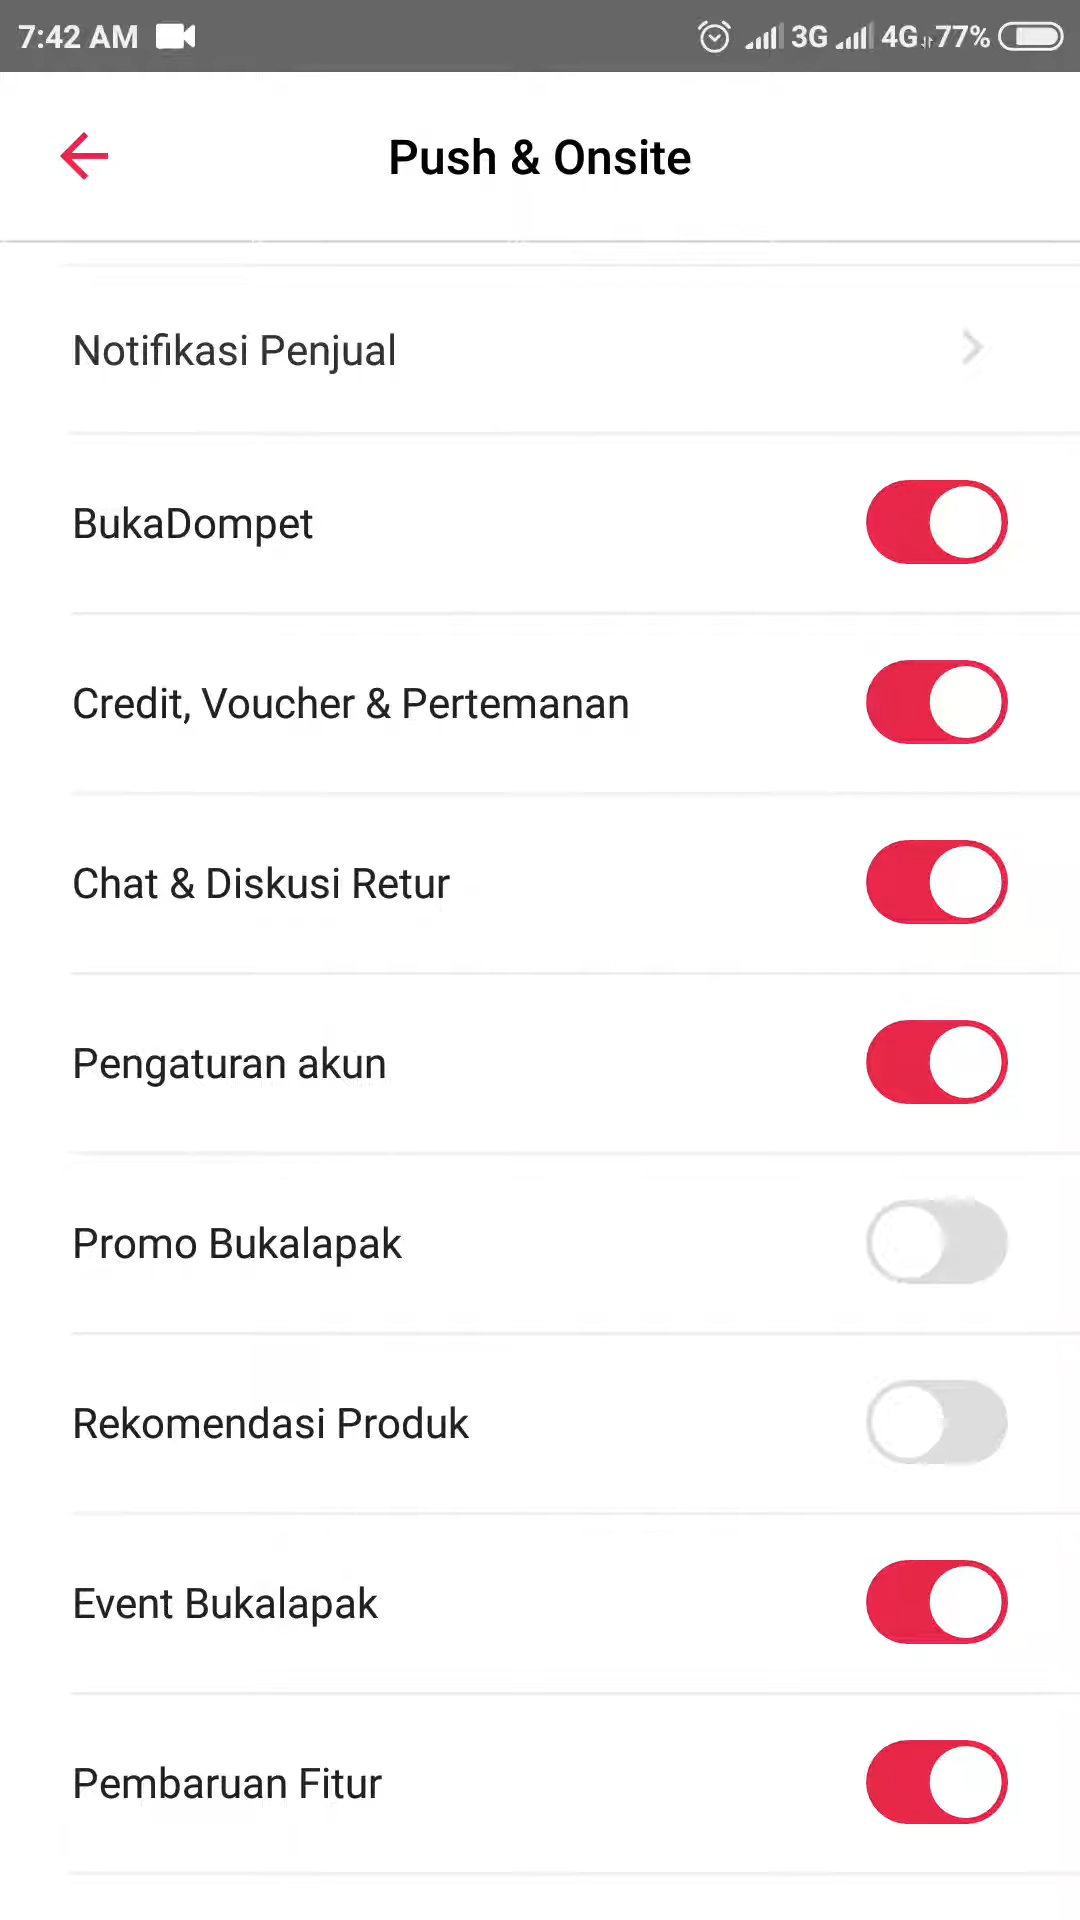 7:42 AM 3G 4G 77%
Push & Onsite
Notifikasi Penjual
BukaDompet
Credit, Voucher & Pertemanan
Chat & Diskusi Retur
Pengaturan akun
Promo Bukalapak
Rekomendasi Produk
Event Bukalapak
Pembaruan Fitur